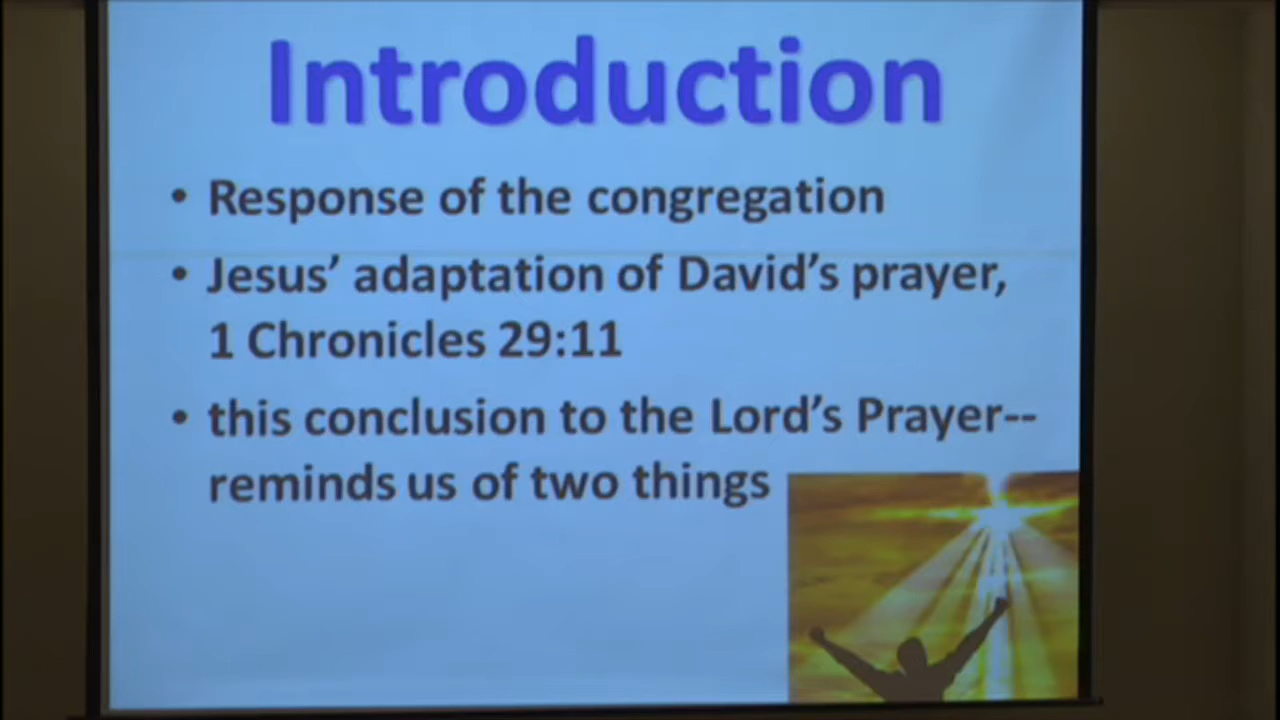 Introduction
• Response of the congregation
• Jesus’ adaptation of David’s prayer,
1 Chronicles 29:11
• this conclusion to the Lord’s Prayer--
reminds us of two things